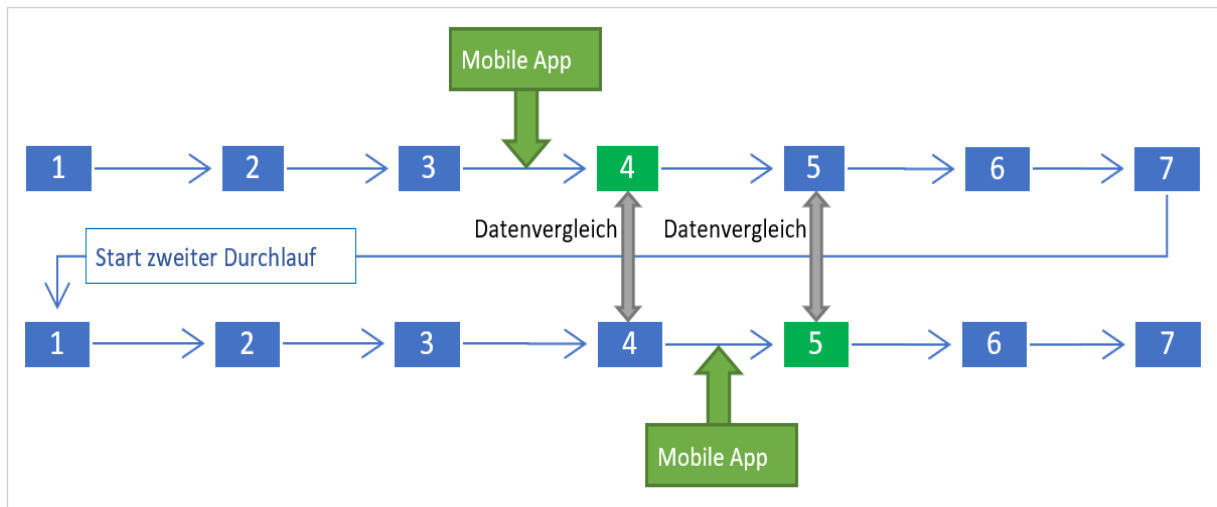 Mobile App
1 2 3 4 5 6 7
Datenvergleich Datenvergleich
Start zweiter Durchlauf
1 2 3 4 5 6 7
Mobile App